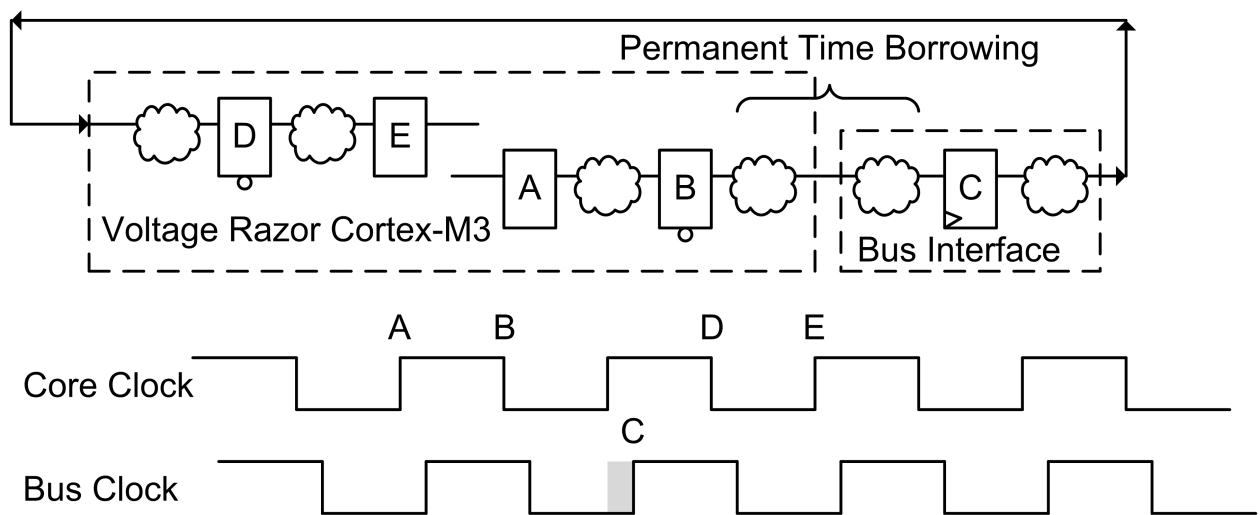 Permanent Time Borrowing
D
E
A
B
C
Voltage Razor Cortex-M3
Bus Interface
A B D E
Core Clock
C
Bus Clock